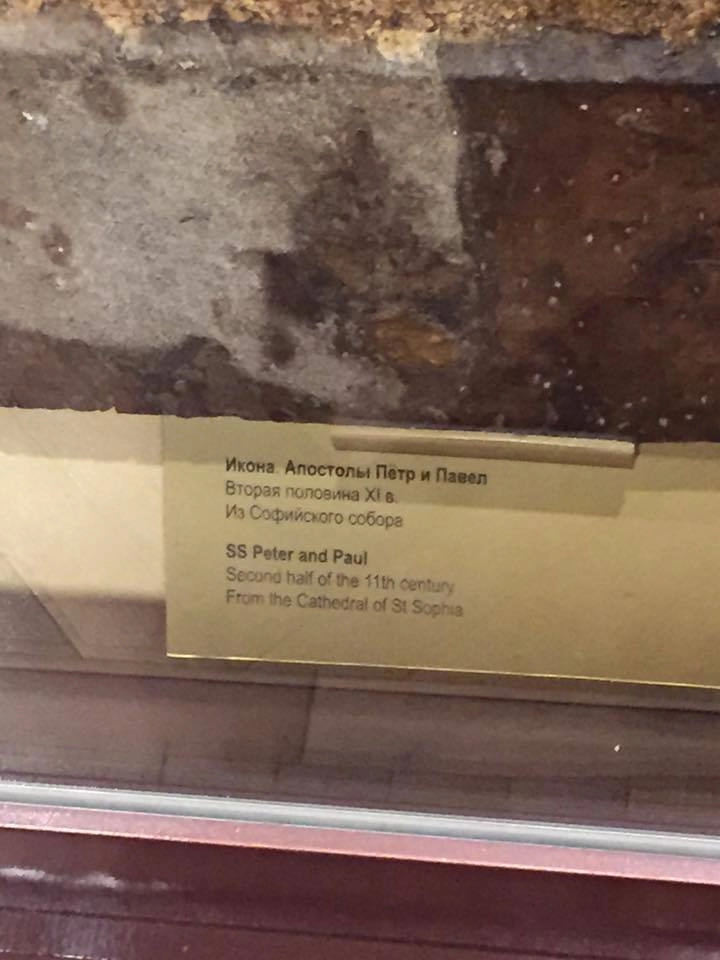 Икона. Апостолы Пётр и Павел
Вторая половина XI в.
Из Софийского собора
SS Peter and Paul
Second half of the 11th century
From the Cathedral of St Sophia